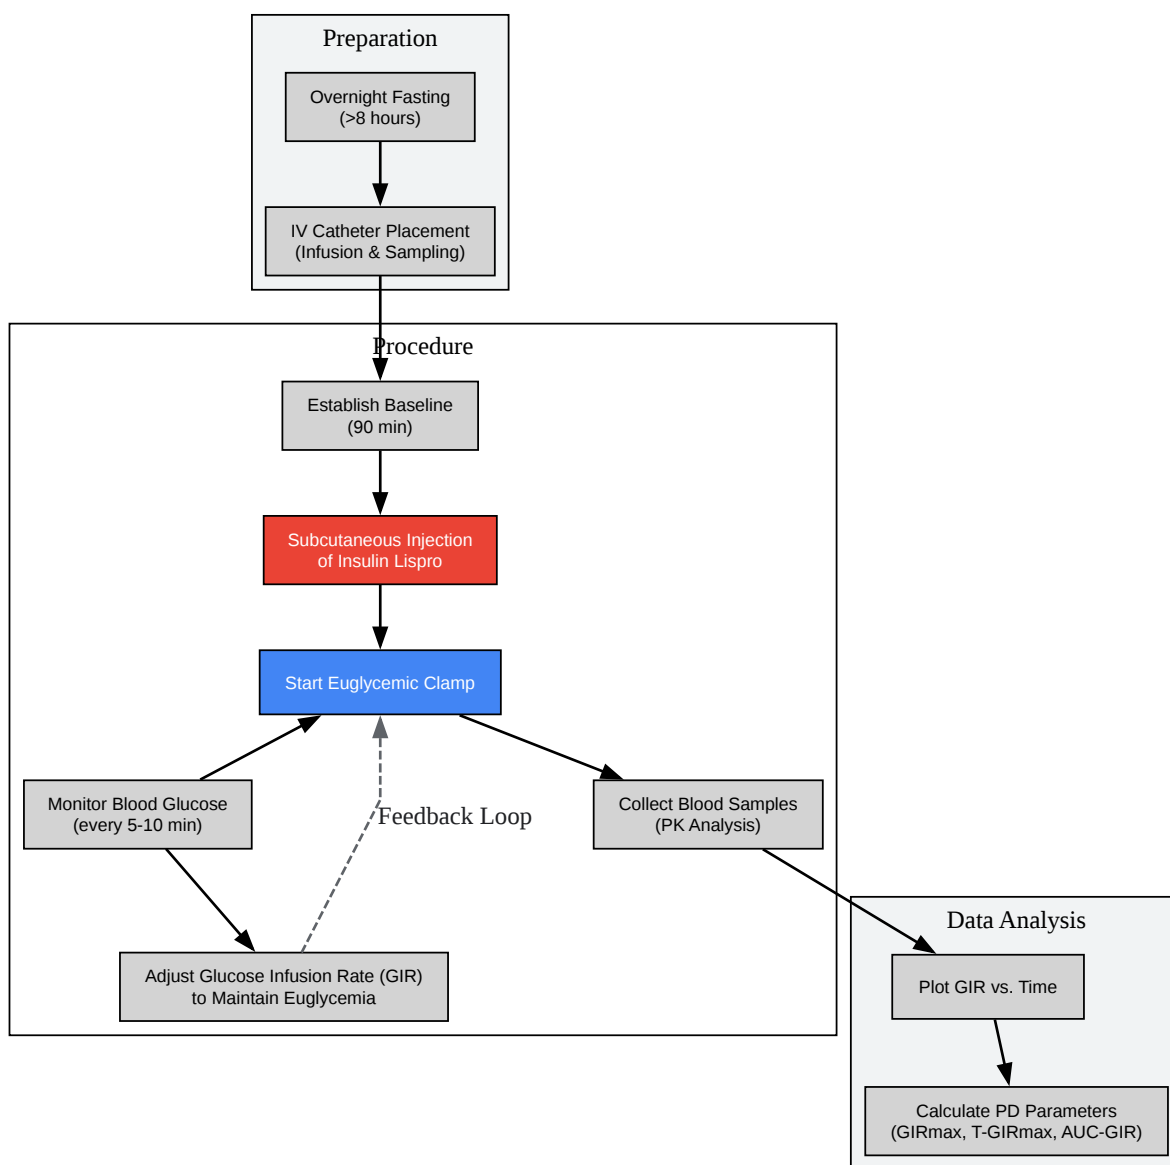 Preparation
Overnight Fasting
(>8 hours)
IV Catheter Placement
(Infusion & Sampling)
Procedure
Establish Baseline
(90 min)
Subcutaneous Injection
of Insulin Lispro
Start Euglycemic Clamp
Monitor Blood Glucose
(every 5-10 min)
Feedback Loop
Collect Blood Samples
(PK Analysis)
Adjust Glucose Infusion Rate (GIR)
to Maintain Euglycemia
Data Analysis
Plot GIR vs. Time
Calculate PD Parameters
(GIRmax, T-GIRmax, AUC-GIR)